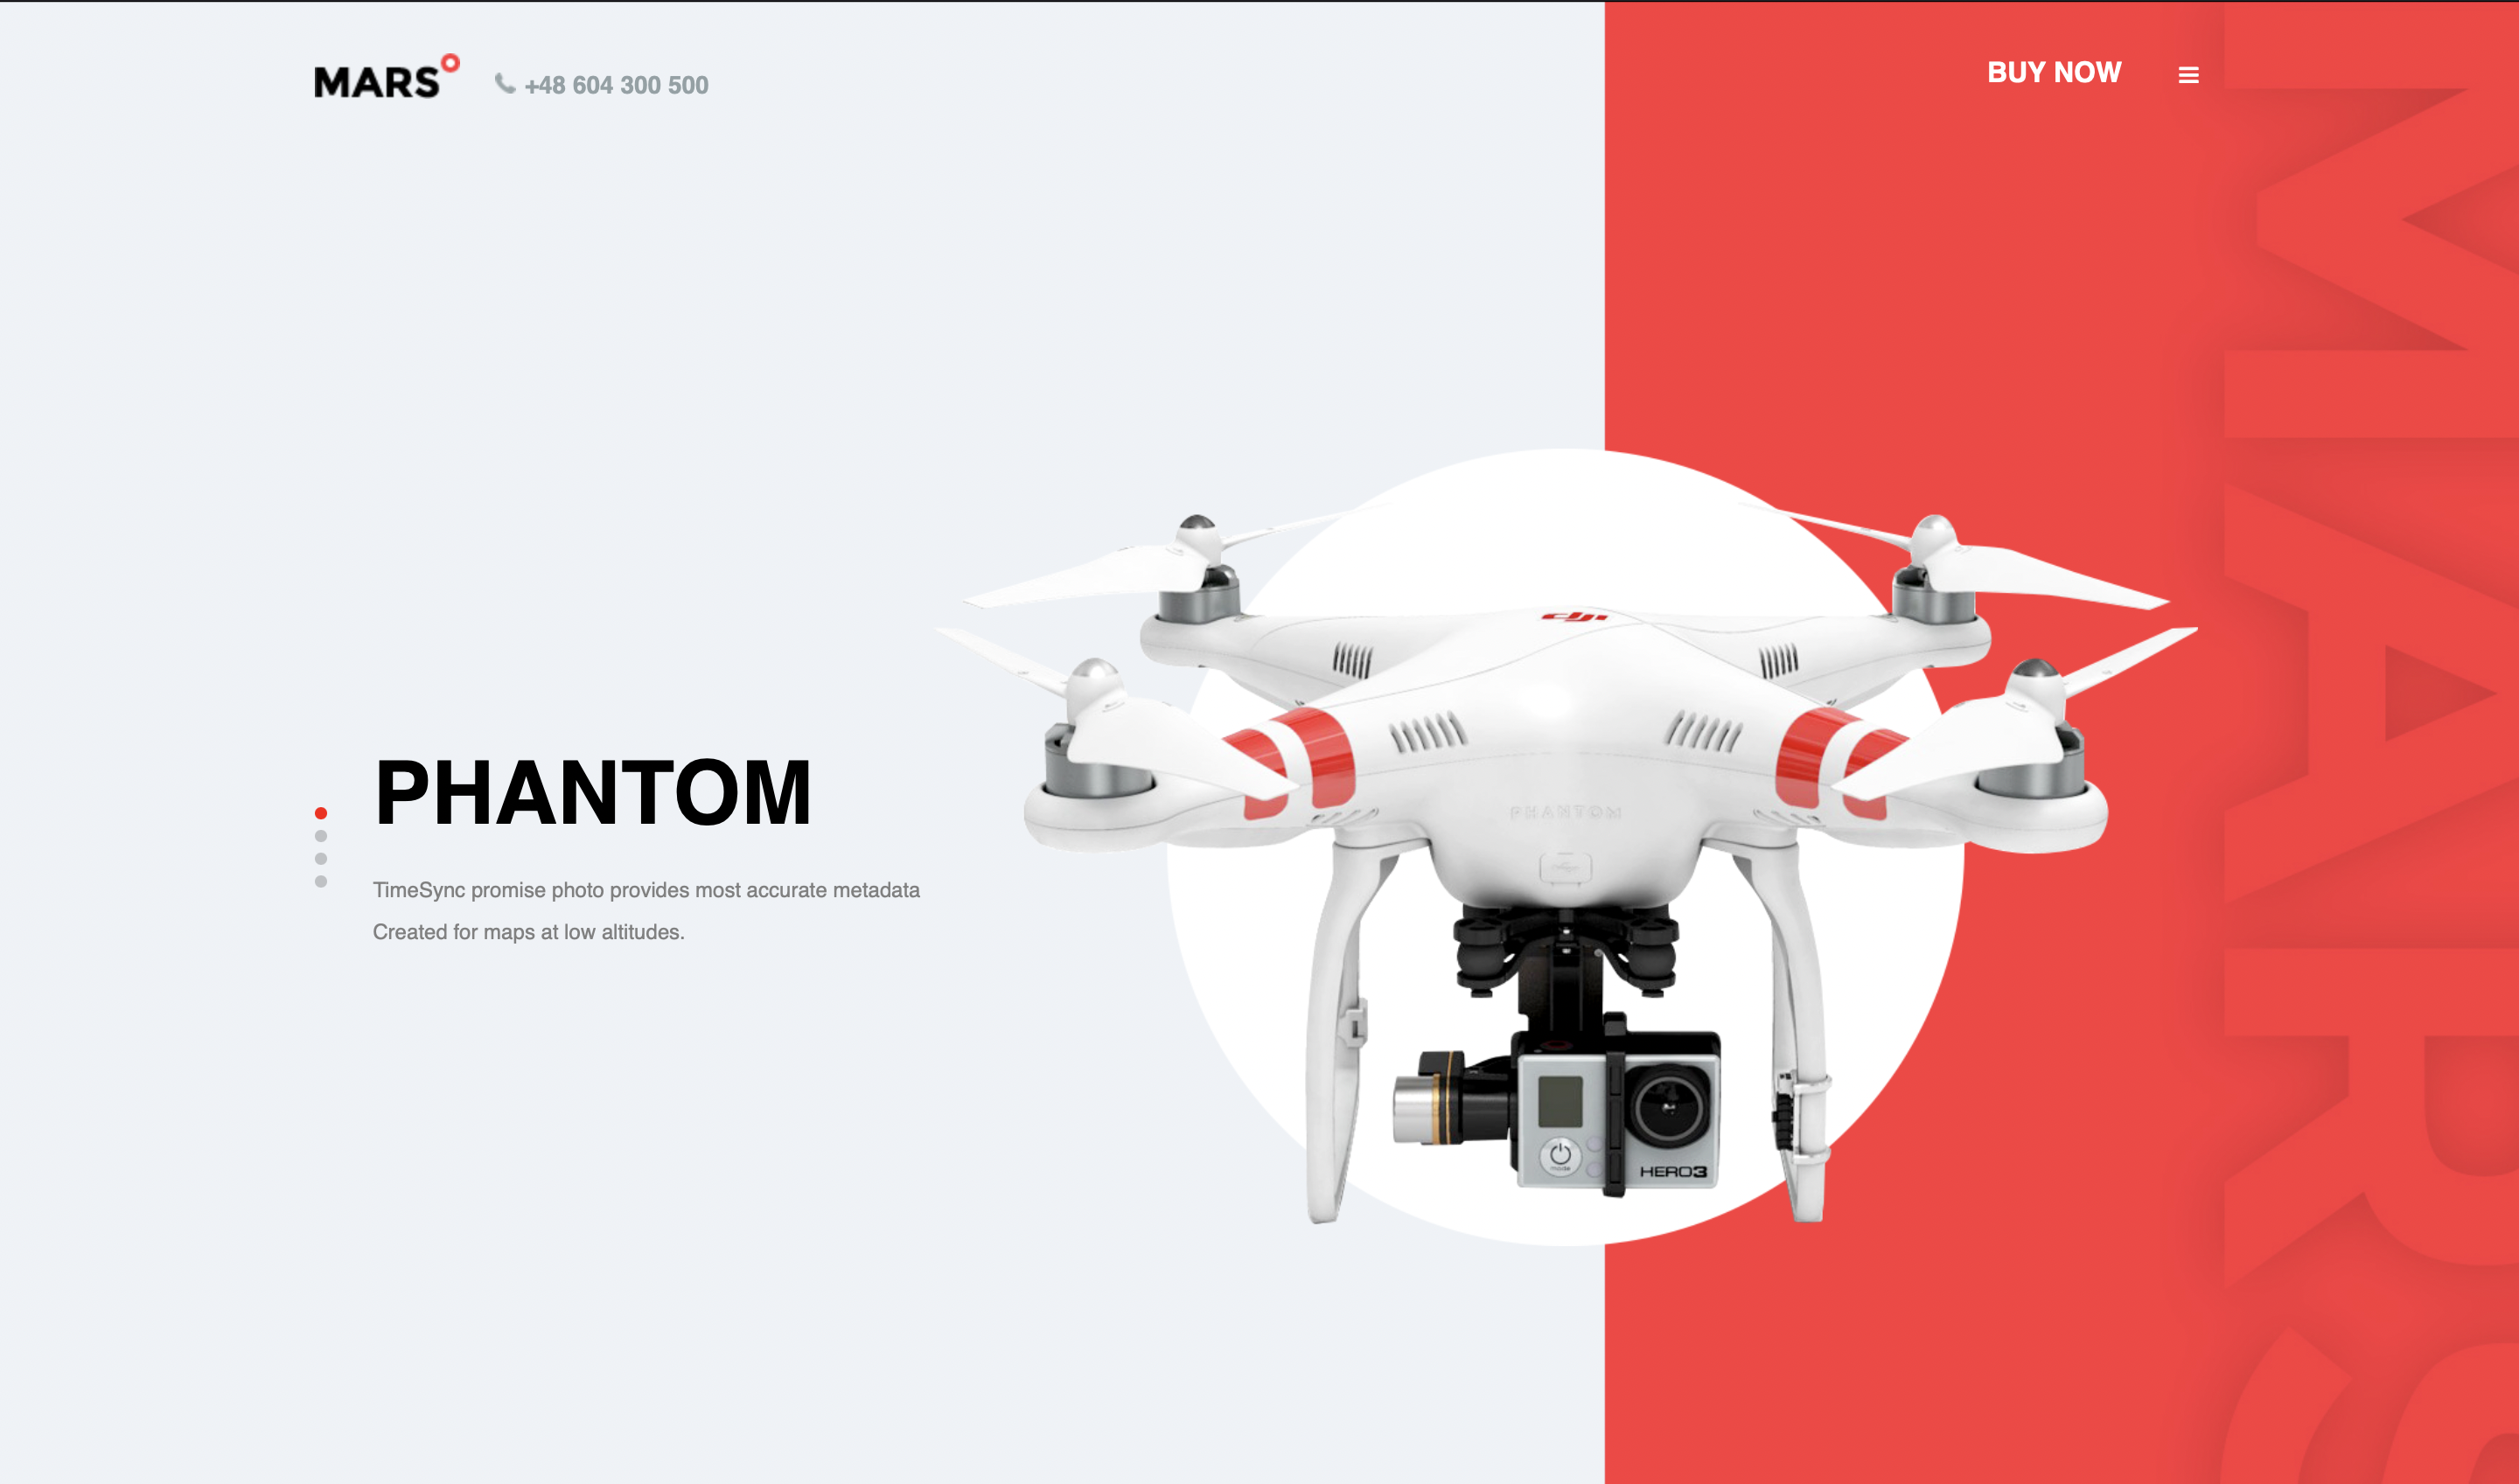 MARS
+48 604 300 500
BUY NOW
MARS
dji
PHANTOM
PHANTOM
TimeSync promise photo provides most accurate metadata
Created for maps at low altitudes.
mode
HERO3